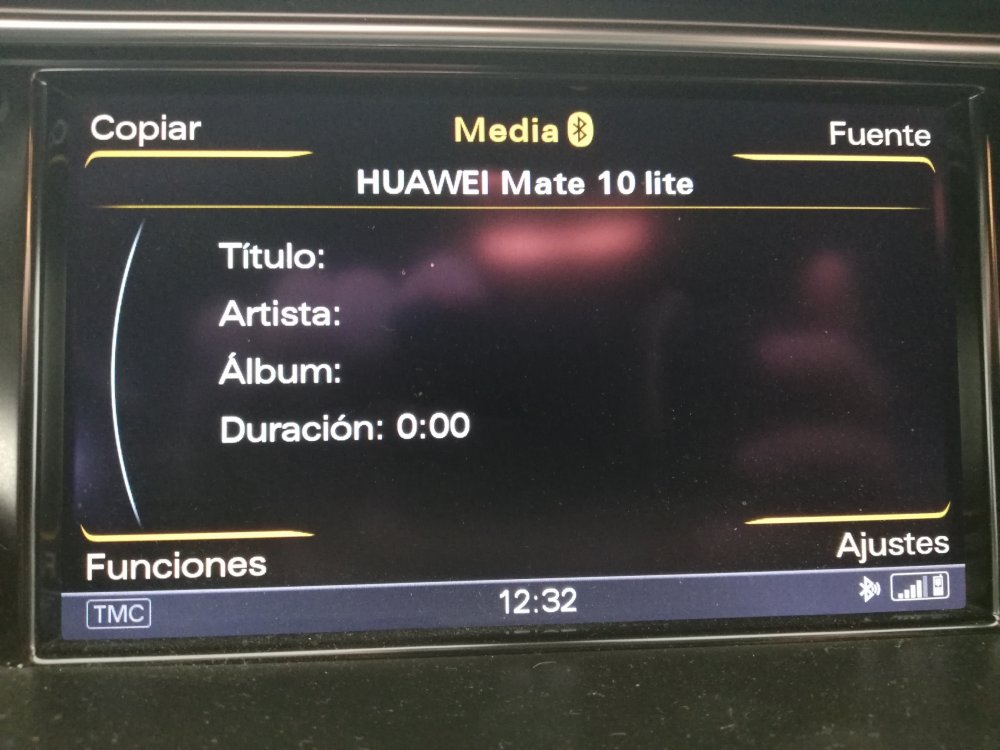 Copiar
Media
Fuente
HUAWEI Mate 10 lite
Título:
Artista:
Álbum:
Duración: 0:00
Funciones
Ajustes
TMC
12:32